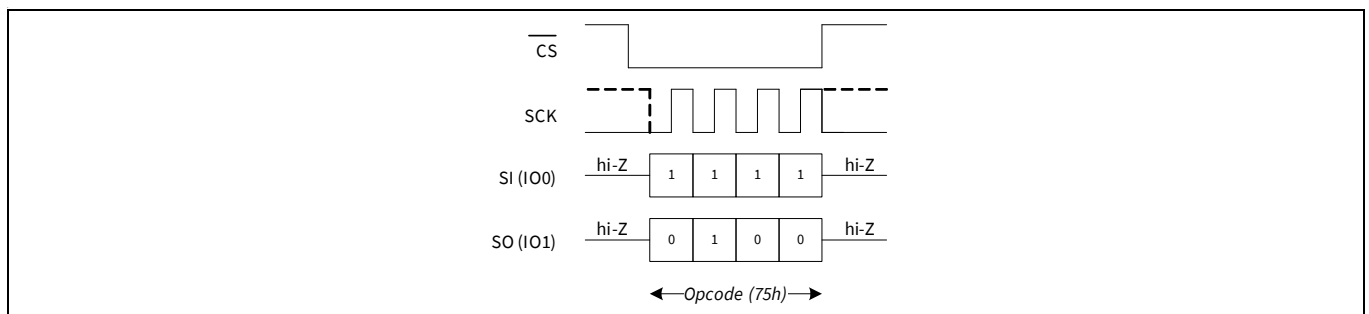 CS
SCK
hi-Z hi-Z
SI (IO0) 1 1 1 1
hi-Z hi-Z
SO (IO1) 0 1 0 0
Opcode (75h)